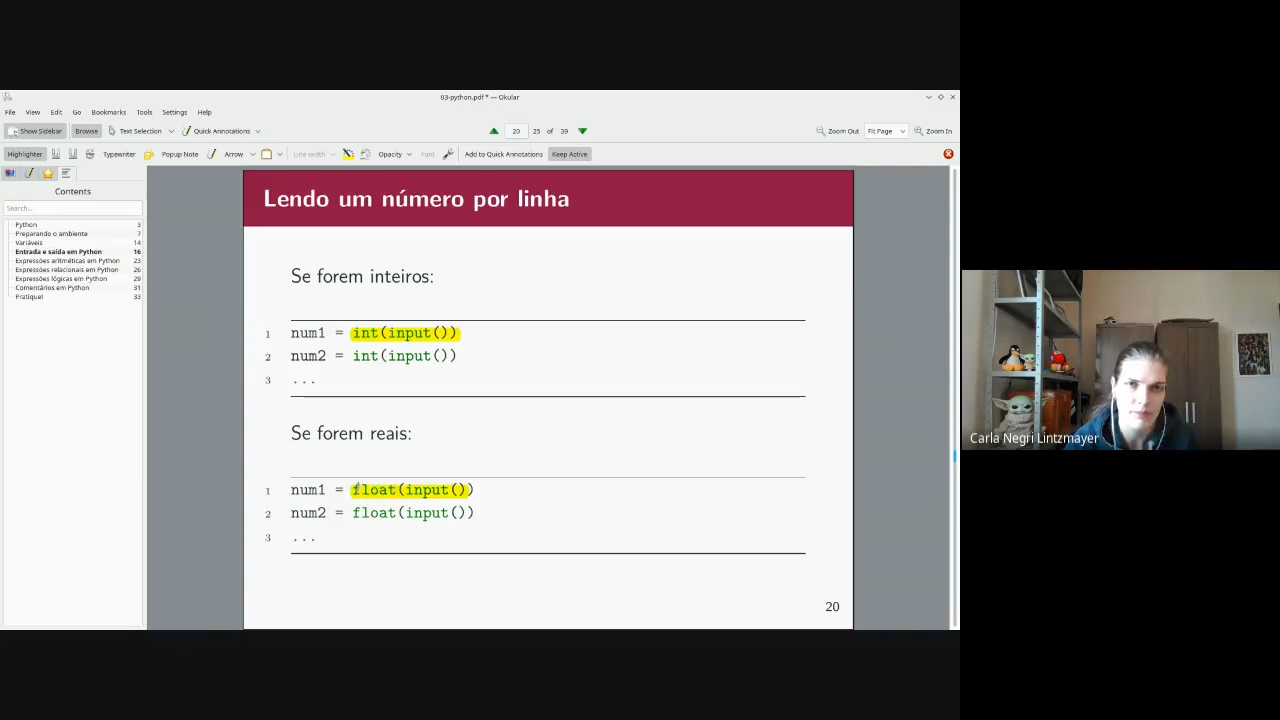 03-python.pdf * — Okular
File View Edit Go Bookmarks Tools Settings Help
Show Sidebar Browse Text Selection Quick Annotations 20 25 of 39 Zoom Out Fit Page Zoom In
Highlighter Typewriter Popup Note Arrow Line width Opacity Font Add to Quick Annotations Keep Active
Contents
Search...
Python 3
Preparando o ambiente 7
Variáveis 14
Entrada e saída em Python 16
Expressões aritméticas em Python 23
Expressões relacionais em Python 26
Expressões lógicas em Python 29
Comentários em Python 31
Pratique! 33
Lendo um número por linha
Se forem inteiros:
1 num1 = int(input())
2 num2 = int(input())
3 ...
Se forem reais:
1 num1 = float(input())
2 num2 = float(input())
3 ...
20
Carla Negri Lintzmayer